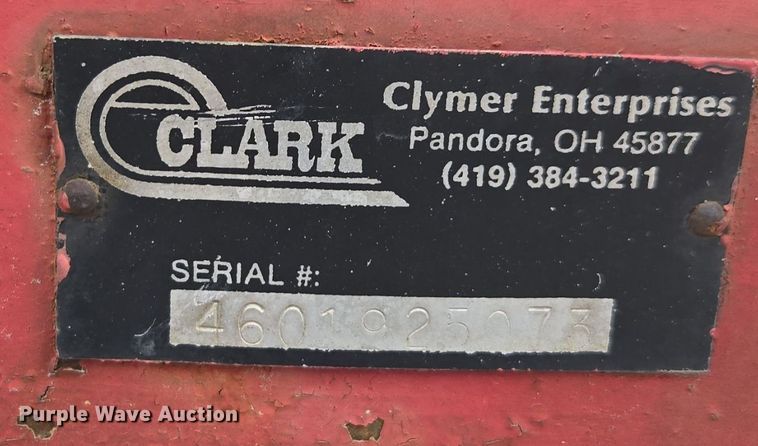 CLARK
Clymer Enterprises
Pandora, OH 45877
(419) 384-3211
SERIAL #:
4601925073
Purple Wave Auction